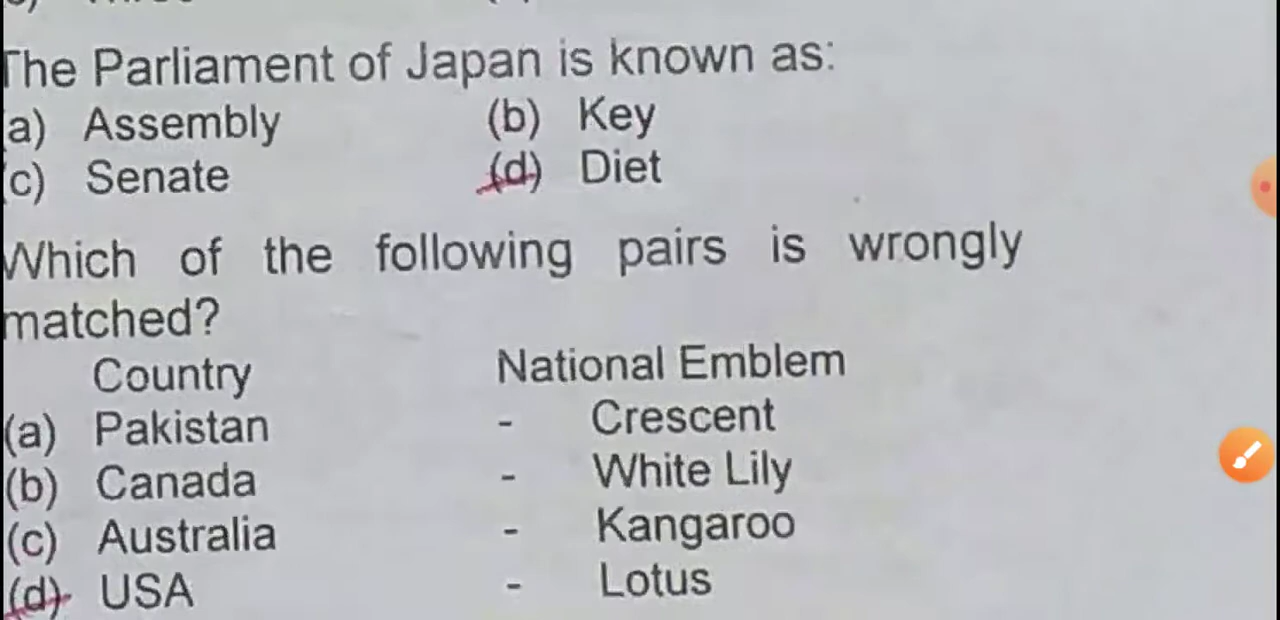 The Parliament of Japan is known as:
(a) Assembly (b) Key
(c) Senate (d) Diet
Which of the following pairs is wrongly
matched?
Country National Emblem
(a) Pakistan - Crescent
(b) Canada - White Lily
(c) Australia - Kangaroo
(d) USA - Lotus